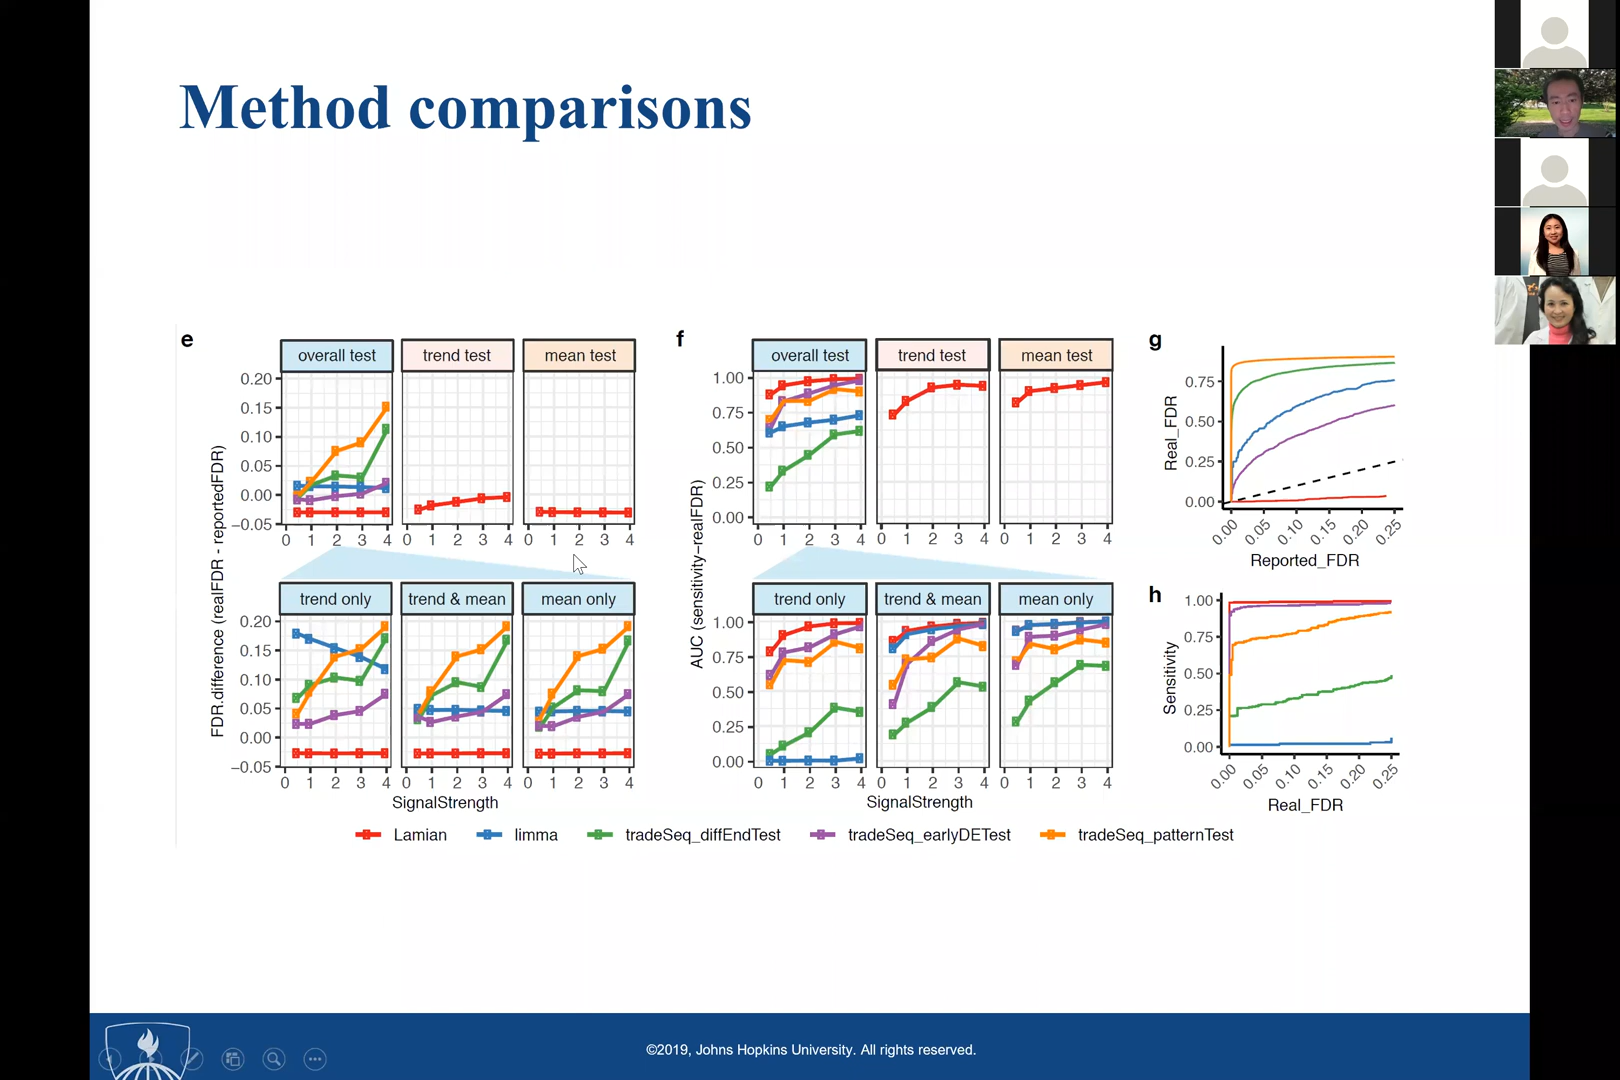 Method comparisons
e
overall test
trend test
mean test
0.20
0.15
0.10
0.05
0.00
−0.05
0 1 2 3 4
0 1 2 3 4
0 1 2 3 4
FDR.difference (realFDR - reportedFDR)
trend only
trend & mean
mean only
0.20
0.15
0.10
0.05
0.00
−0.05
0 1 2 3 4
0 1 2 3 4
0 1 2 3 4
SignalStrength
f
overall test
trend test
mean test
1.00
0.75
0.50
0.25
0.00
0 1 2 3 4
0 1 2 3 4
0 1 2 3 4
AUC (sensitivity−realFDR)
trend only
trend & mean
mean only
1.00
0.75
0.50
0.25
0.00
0 1 2 3 4
0 1 2 3 4
0 1 2 3 4
SignalStrength
g
Real_FDR
0.75
0.50
0.25
0.00
0.00 0.05 0.10 0.15 0.20 0.25
Reported_FDR
h
Sensitivity
1.00
0.75
0.50
0.25
0.00
0.00 0.05 0.10 0.15 0.20 0.25
Real_FDR
Lamian limma tradeSeq_diffEndTest tradeSeq_earlyDETest tradeSeq_patternTest
©2019, Johns Hopkins University. All rights reserved.